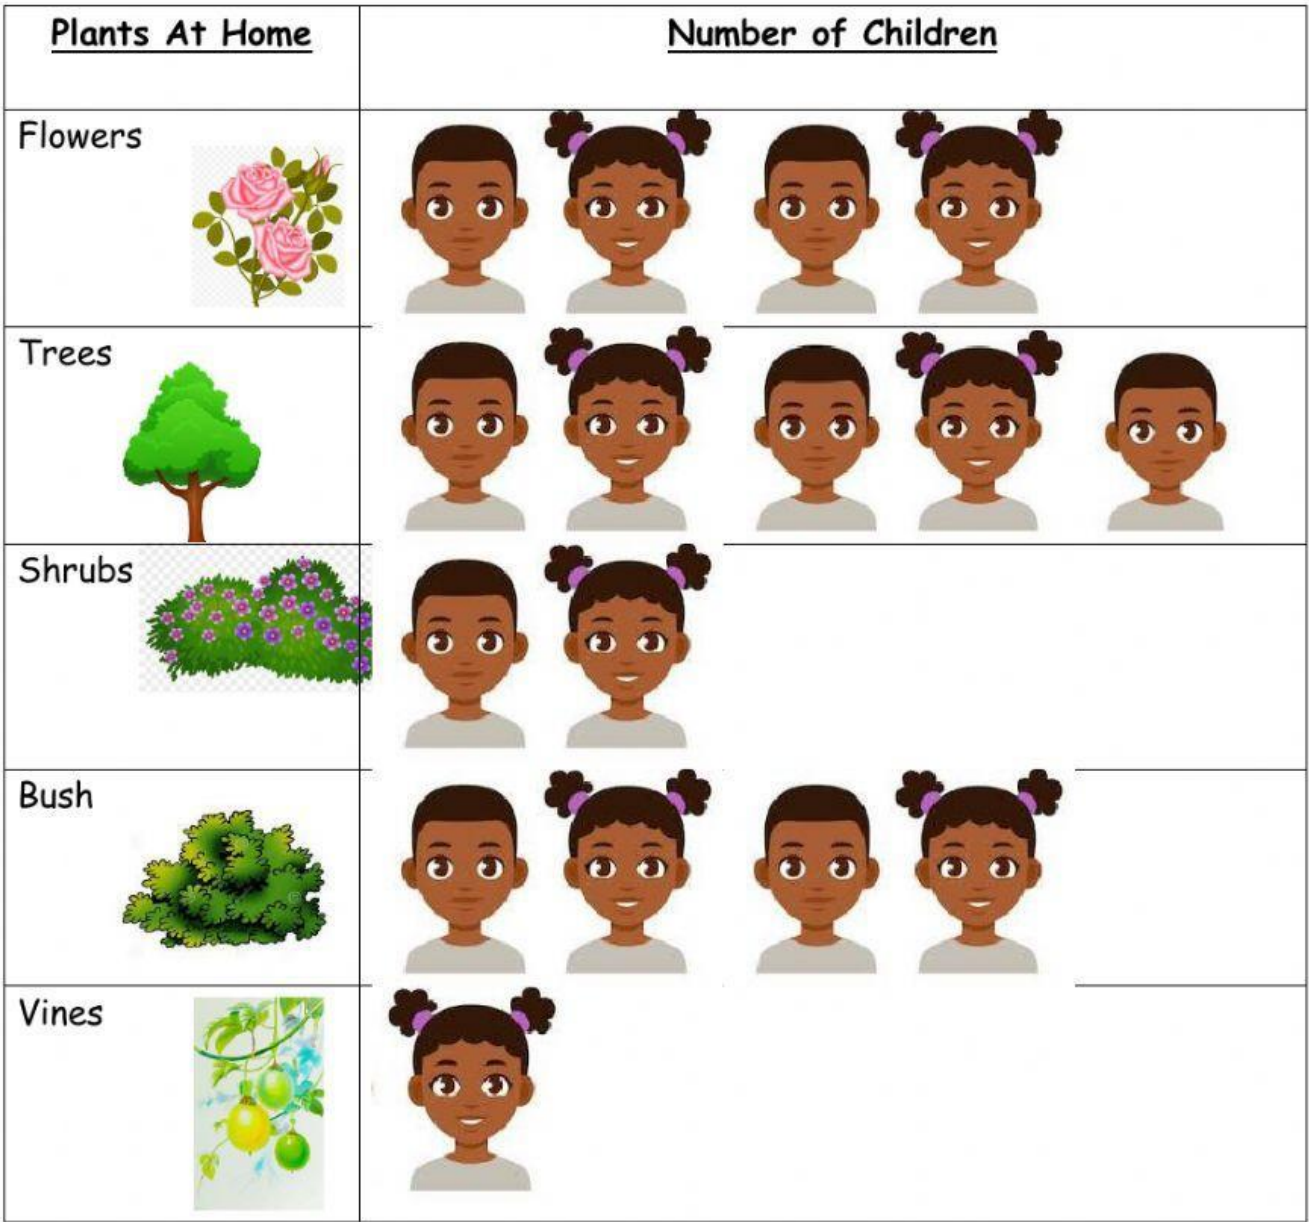 Plants At Home
Number of Children
Flowers
Trees
Shrubs
Bush
Vines